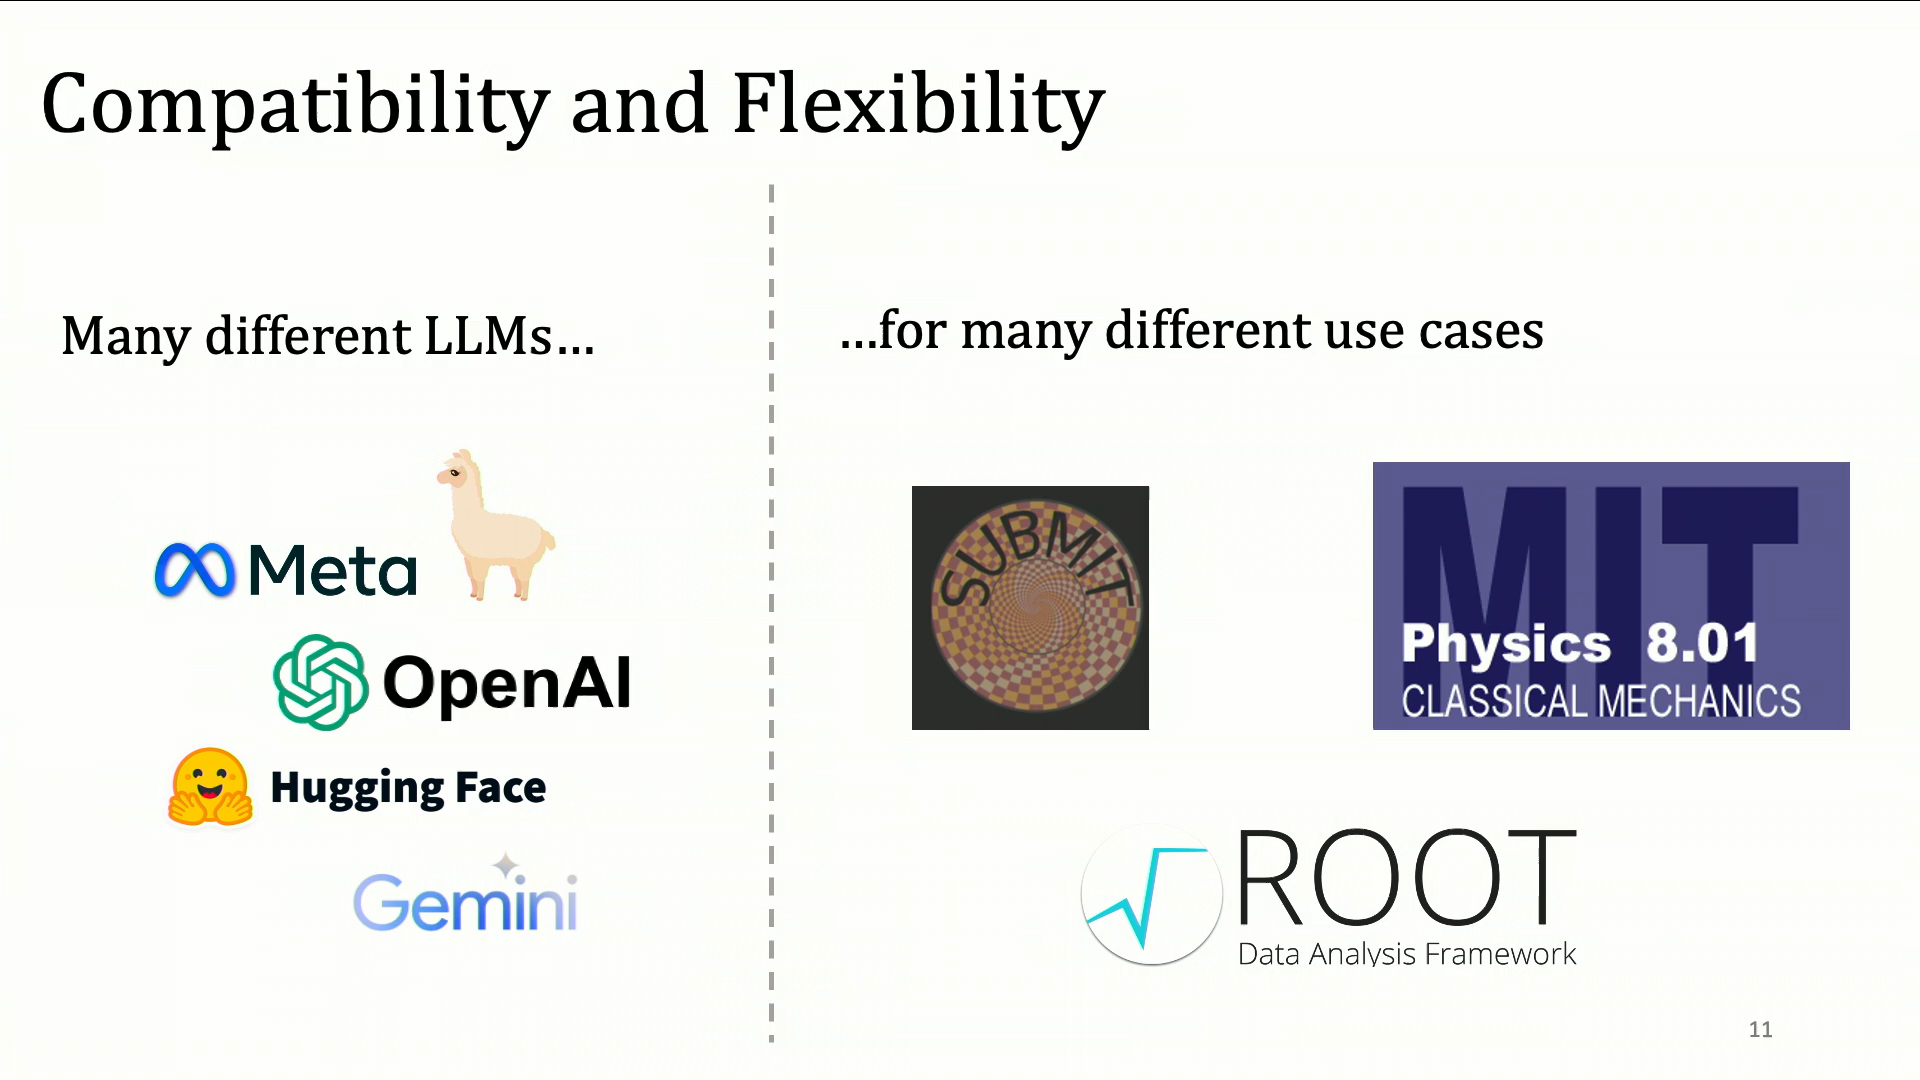 Compatibility and Flexibility
Many different LLMs...
Meta
OpenAI
Hugging Face
Gemini
...for many different use cases
SUBMIT
MIT
Physics 8.01
CLASSICAL MECHANICS
ROOT
Data Analysis Framework
11